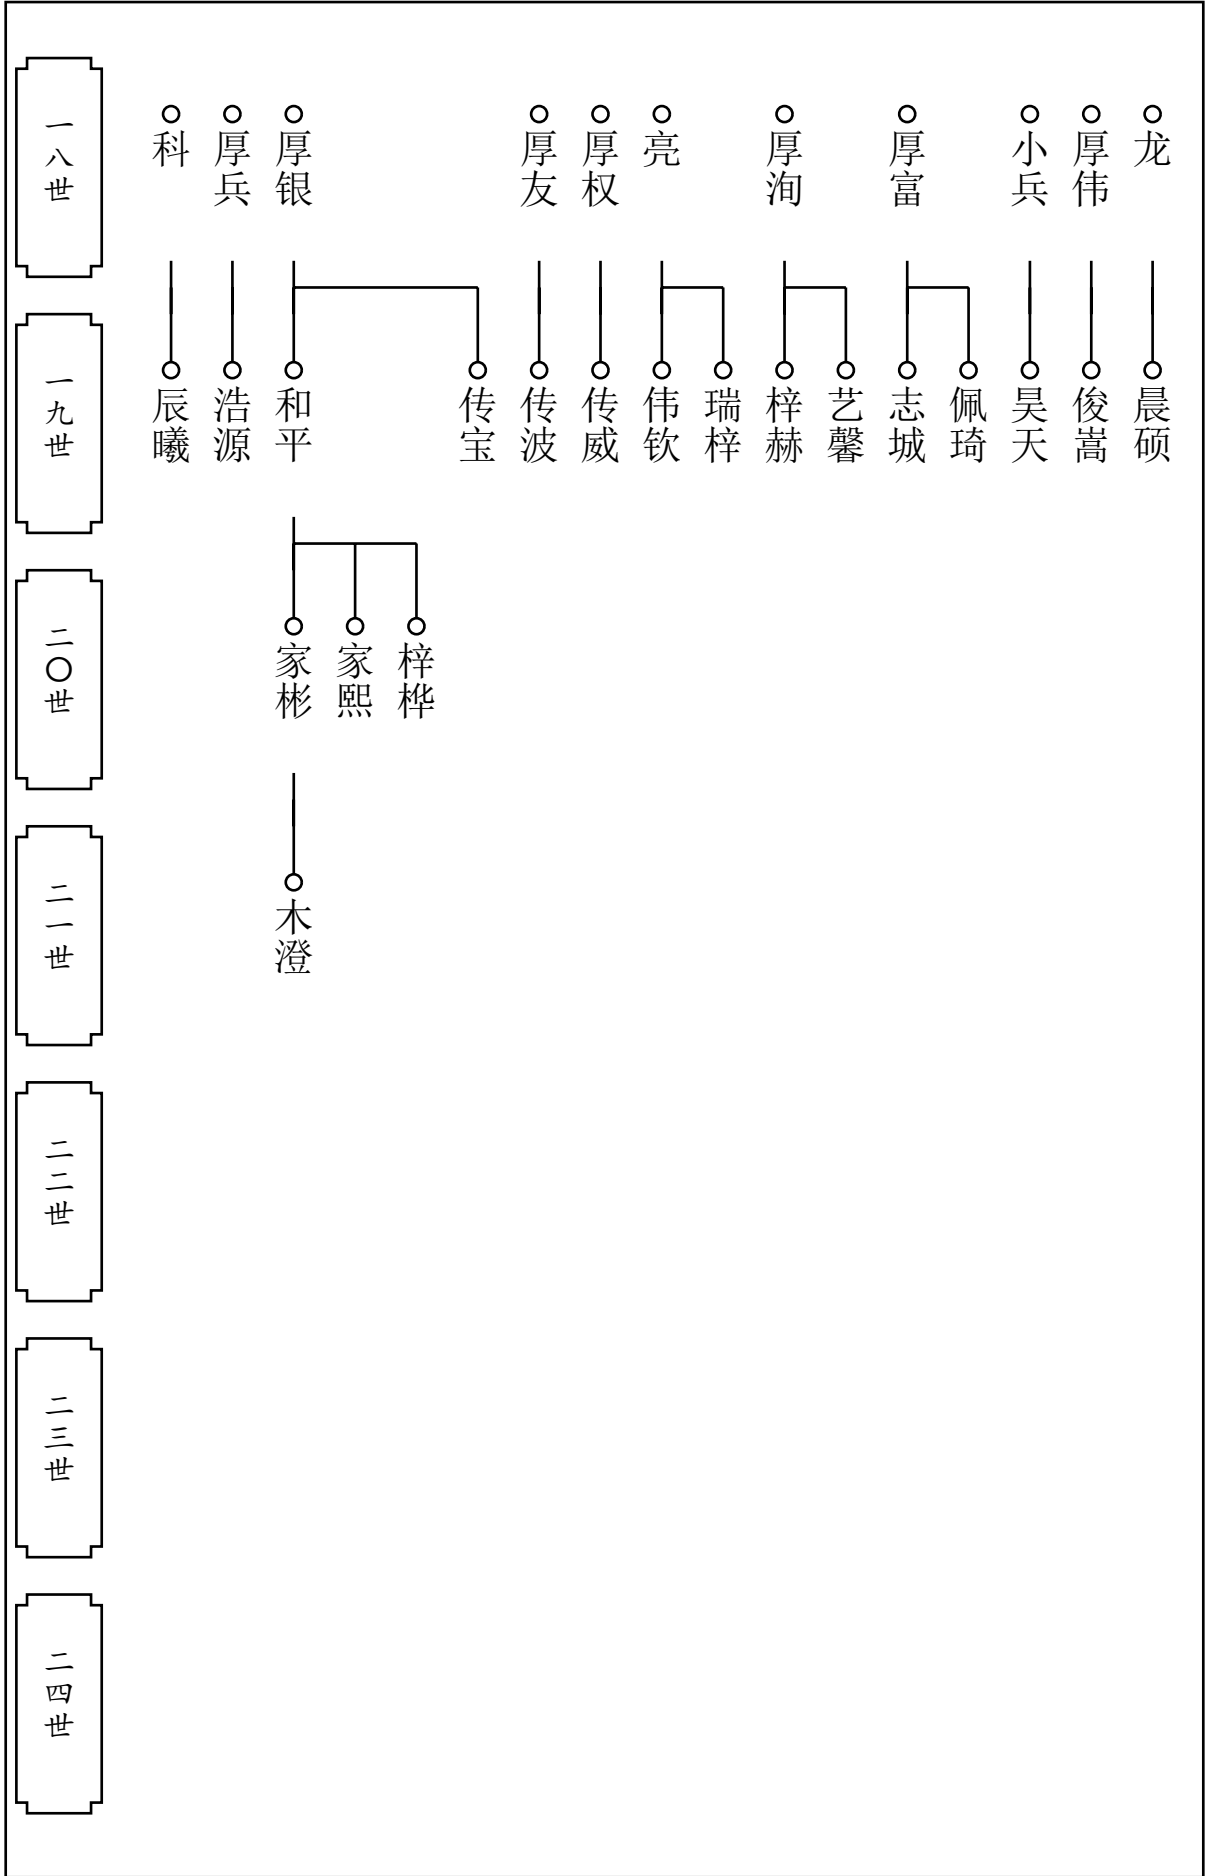 一八世
科
厚兵
厚银
厚友
厚权
亮
厚洵
厚富
小兵
厚伟
龙
一九世
辰曦
浩源
和平
传宝
传波
传威
伟钦
瑞梓
梓赫
艺馨
志城
佩琦
昊天
俊嵩
晨硕
二〇世
家彬
家熙
梓桦
二一世
木澄
二二世
二三世
二四世